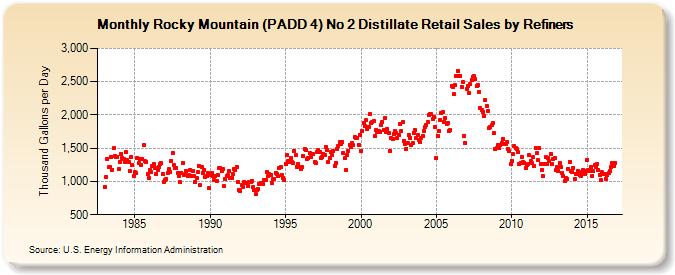 Monthly Rocky Mountain (PADD 4) No 2 Distillate Retail Sales by Refiners
Thousand Gallons per Day
3,000
2,500
2,000
1,500
1,000
500
1985 1990 1995 2000 2005 2010 2015
Source: U.S. Energy Information Administration